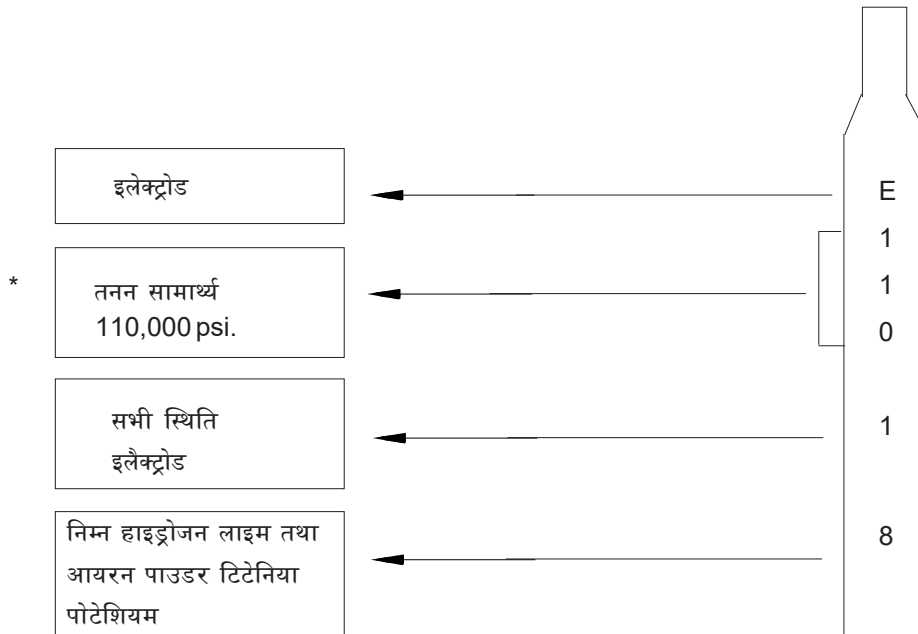 इलेक्ट्रोड
E
1
*
तनन सामार्थ्य
1
110,000 psi.
0
सभी स्थिति
1
इलैक्ट्रोड
निम्न हाइड्रोजन लाइम तथा
8
आयरन पाउडर टिटेनिया
पोटेशियम